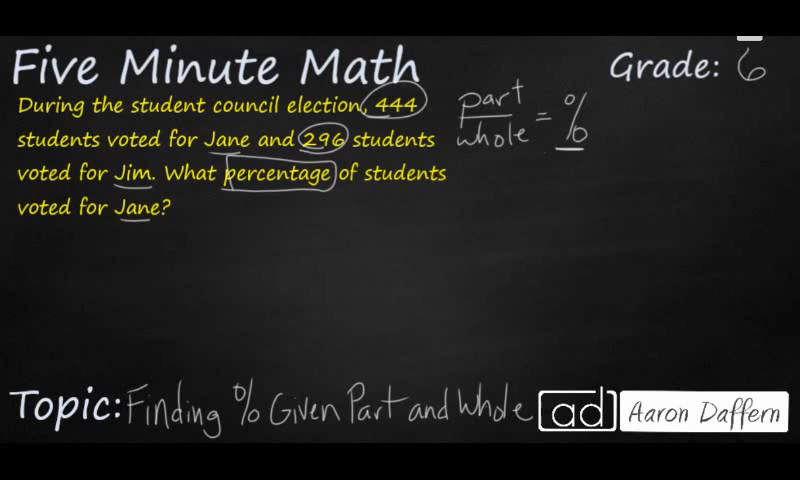 Five Minute Math
Grade: 6
During the student council election, 444
students voted for Jane and 296 students
voted for Jim. What percentage of students
voted for Jane?
part
whole = %
Topic: Finding % Given Part and Whole
ad Aaron Daffern